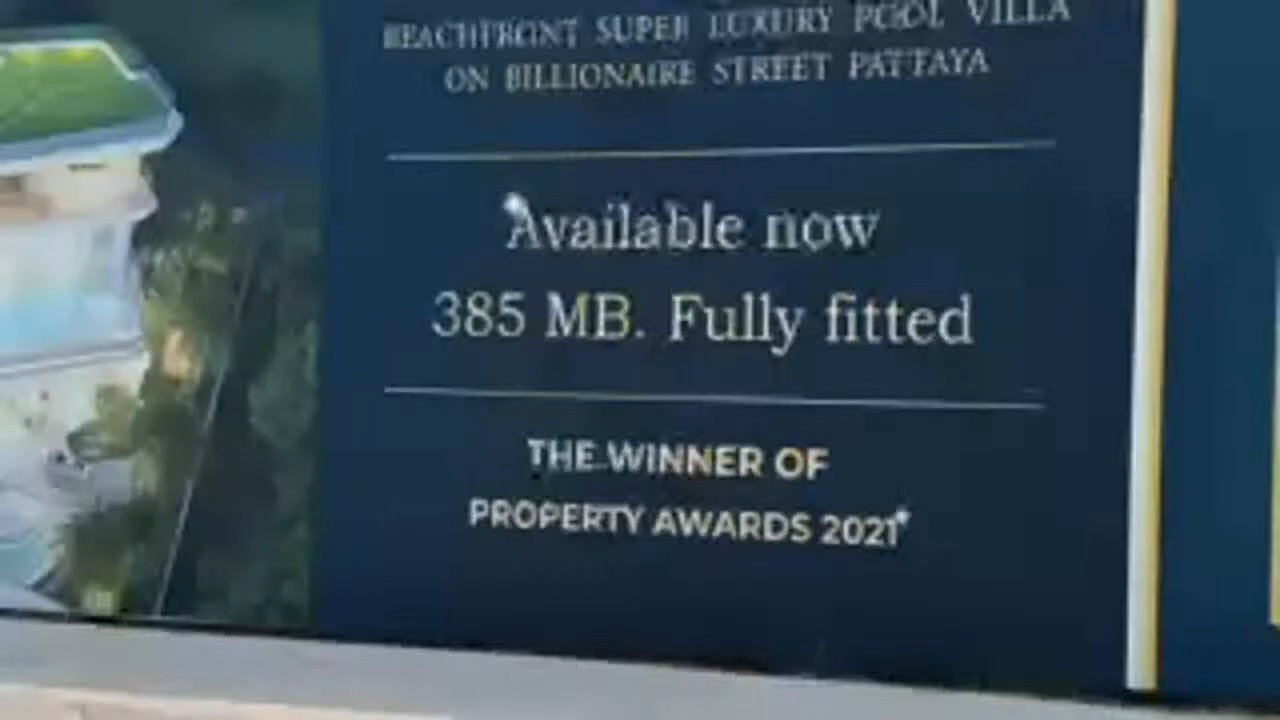 BEACHFRONT SUPER LUXURY POOL VILLA
ON BILLIONAIRE STREET PATTAYA
Available now
385 MB. Fully fitted
THE WINNER OF
PROPERTY AWARDS 2021*